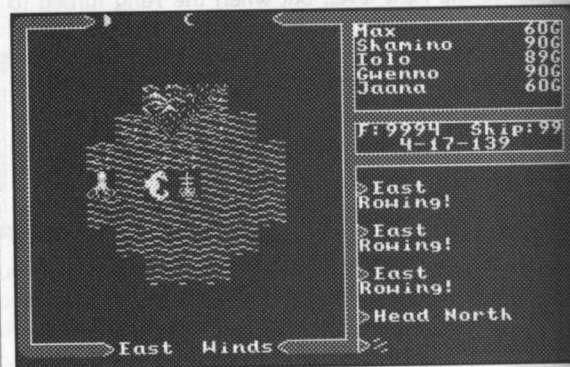 Max 60G
Skamino 90G
Iolo 89G
Gwenno 90G
Jaana 60G
F:9994 Ship:99
4-17-139
East
Rowing!
East
Rowing!
East
Rowing!
Head North
East Winds